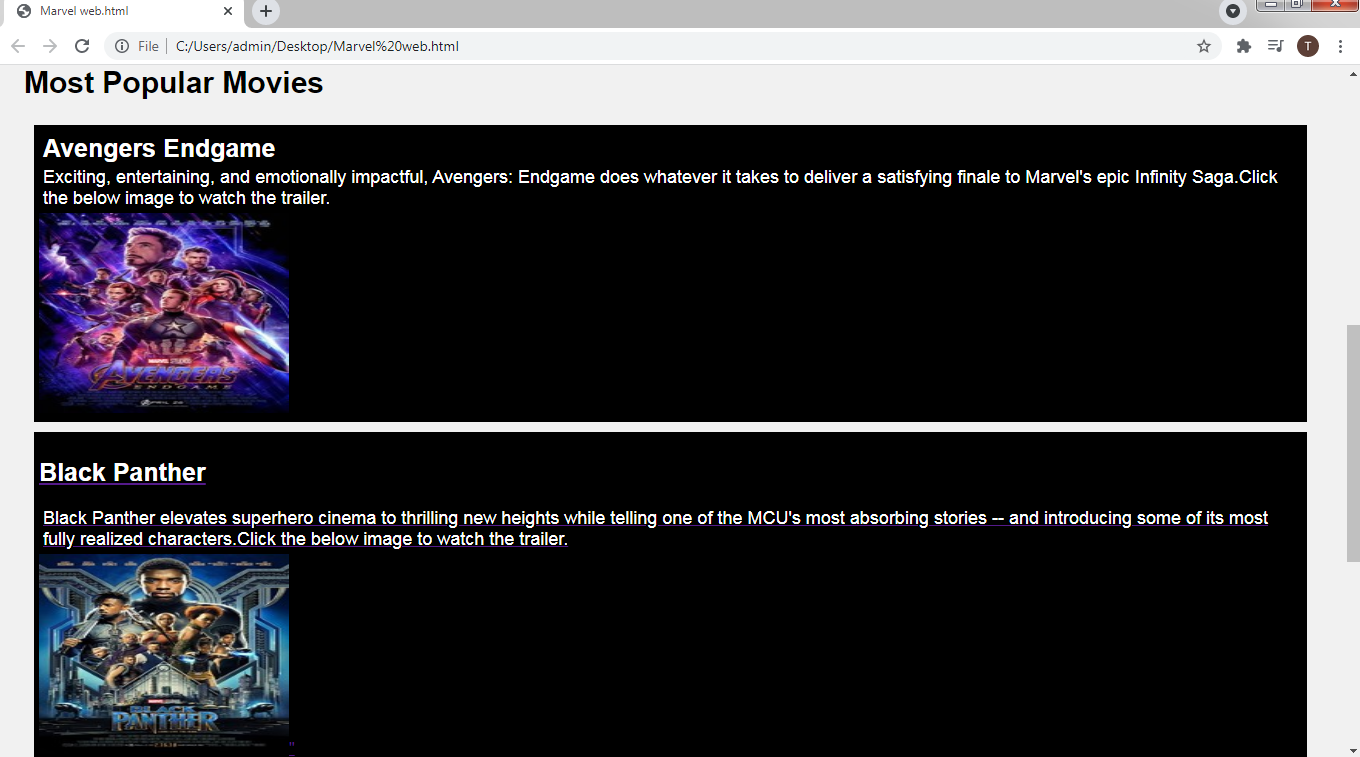 Marvel web.html
File
C:/Users/admin/Desktop/Marvel%20web.html
T
Most Popular Movies
Avengers Endgame
Exciting, entertaining, and emotionally impactful, Avengers: Endgame does whatever it takes to deliver a satisfying finale to Marvel's epic Infinity Saga.Click
the below image to watch the trailer.
MARVEL STUDIOS
AVENGERS
ENDGAME
APRIL 26
Black Panther
Black Panther elevates superhero cinema to thrilling new heights while telling one of the MCU's most absorbing stories -- and introducing some of its most
fully realized characters.Click the below image to watch the trailer.
BLACK
PANTHER
"